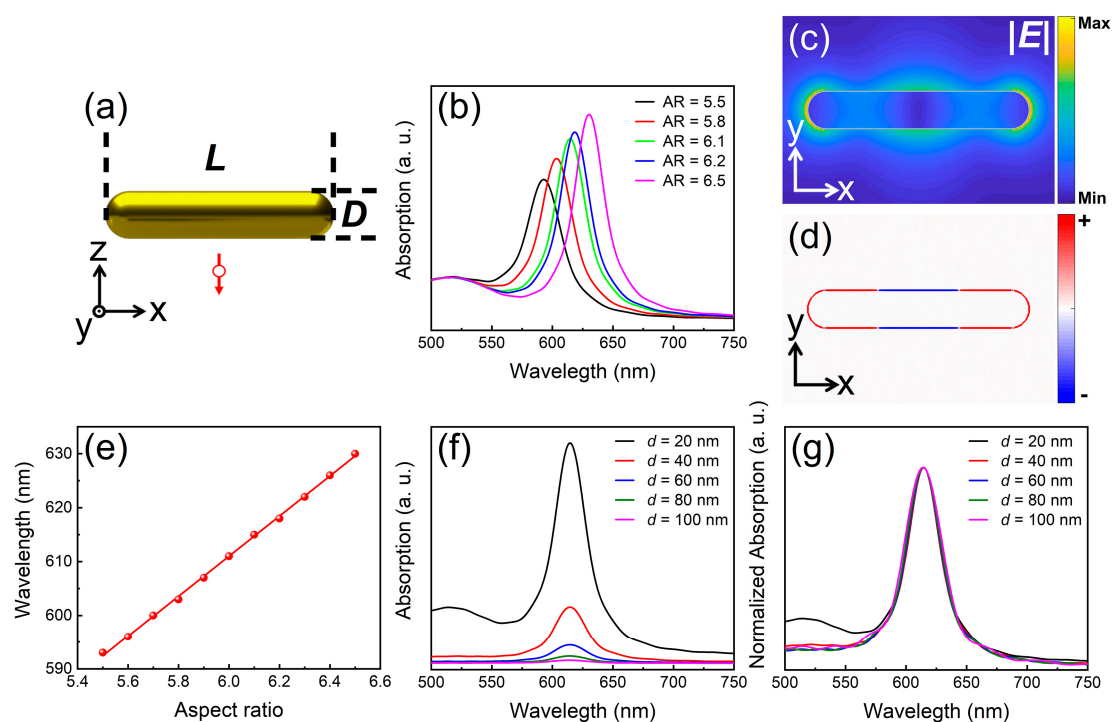 (a)
L
D
z
y
x
(b)
AR = 5.5
AR = 5.8
AR = 6.1
AR = 6.2
AR = 6.5
Absorption (a. u.)
500 550 600 650 700 750
Wavelegth (nm)
(c)
|E|
Max
Min
y
x
(d)
+
-
y
x
(e)
Wavelength (nm)
630
620
610
600
590
5.4 5.6 5.8 6.0 6.2 6.4 6.6
Aspect ratio
(f)
d = 20 nm
d = 40 nm
d = 60 nm
d = 80 nm
d = 100 nm
Absorption (a. u.)
500 550 600 650 700 750
Wavelegth (nm)
(g)
d = 20 nm
d = 40 nm
d = 60 nm
d = 80 nm
d = 100 nm
Normalized Absorption (a. u.)
500 550 600 650 700 750
Wavelegth (nm)